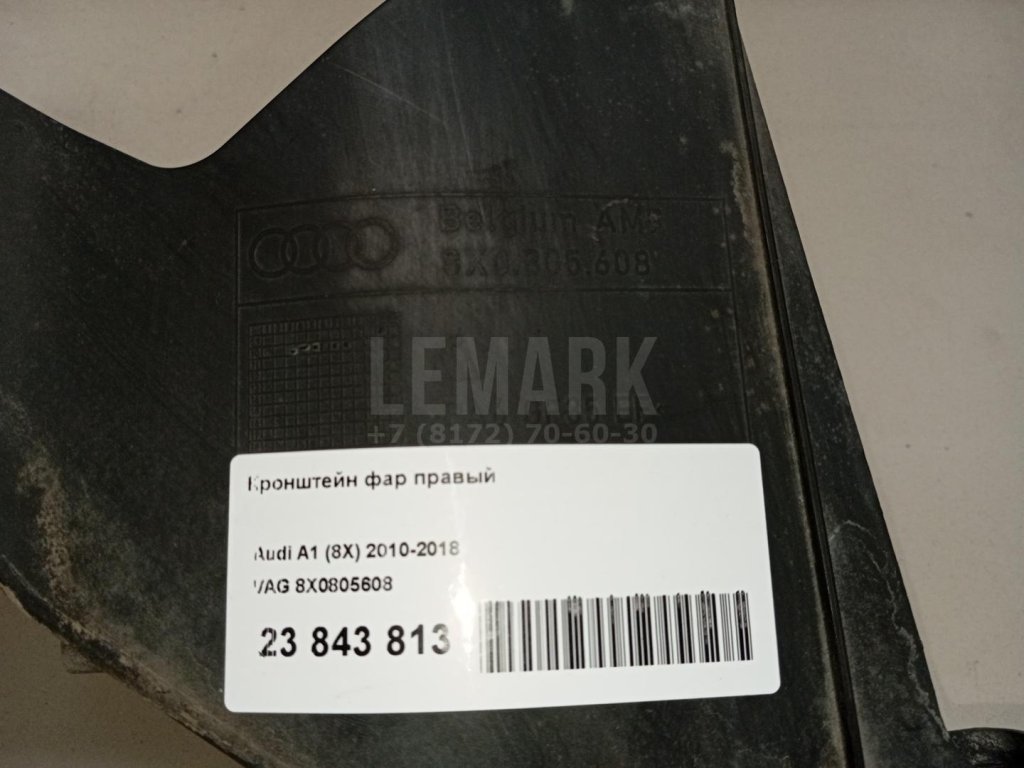 Belgium AMS
8X0.805.608
LEMARK
+7 (8172) 70-60-30
Кронштейн фар правый
Audi A1 (8X) 2010-2018
VAG 8X0805608
23 843 813